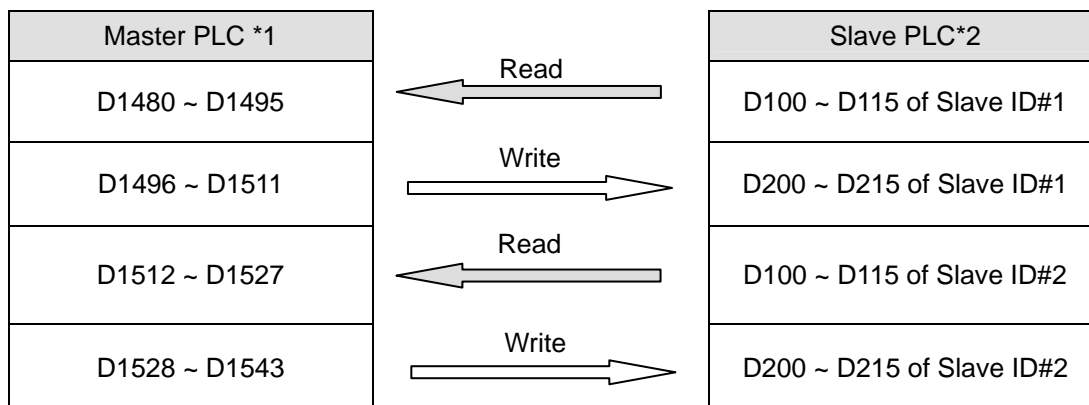 Master PLC *1
Slave PLC*2
Read
D1480 ~ D1495
D100 ~ D115 of Slave ID#1
Write
D1496 ~ D1511
D200 ~ D215 of Slave ID#1
Read
D1512 ~ D1527
D100 ~ D115 of Slave ID#2
Write
D1528 ~ D1543
D200 ~ D215 of Slave ID#2